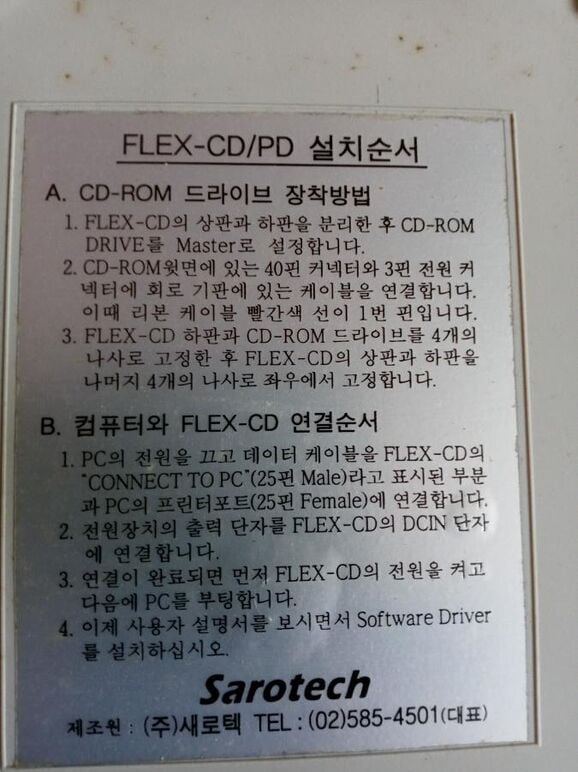 FLEX-CD/PD 설치순서
A. CD-ROM 드라이브 장착방법
1. FLEX-CD의 상판과 하판을 분리한 후 CD-ROM
DRIVE를 Master로 설정합니다.
2. CD-ROM윗면에 있는 40핀 커넥터와 3핀 전원 커
넥터에 회로 기판에 있는 케이블을 연결합니다.
이때 리본 케이블 빨간색 선이 1번 핀입니다.
3. FLEX-CD 하판과 CD-ROM 드라이브를 4개의
나사로 고정한 후 FLEX-CD의 상판과 하판을
나머지 4개의 나사로 좌우에서 고정합니다.
B. 컴퓨터와 FLEX-CD 연결순서
1. PC의 전원을 끄고 데이터 케이블을 FLEX-CD의
"CONNECT TO PC"(25핀 Male)라고 표시된 부분
과 PC의 프린터포트(25핀 Female)에 연결합니다.
2. 전원장치의 출력 단자를 FLEX-CD의 DCIN 단자
에 연결합니다.
3. 연결이 완료되면 먼저 FLEX-CD의 전원을 켜고
다음에 PC를 부팅합니다.
4. 이제 사용자 설명서를 보시면서 Software Driver
를 설치하십시오.
Sarotech
제조원 : (주)새로텍 TEL : (02)585-4501(대표)